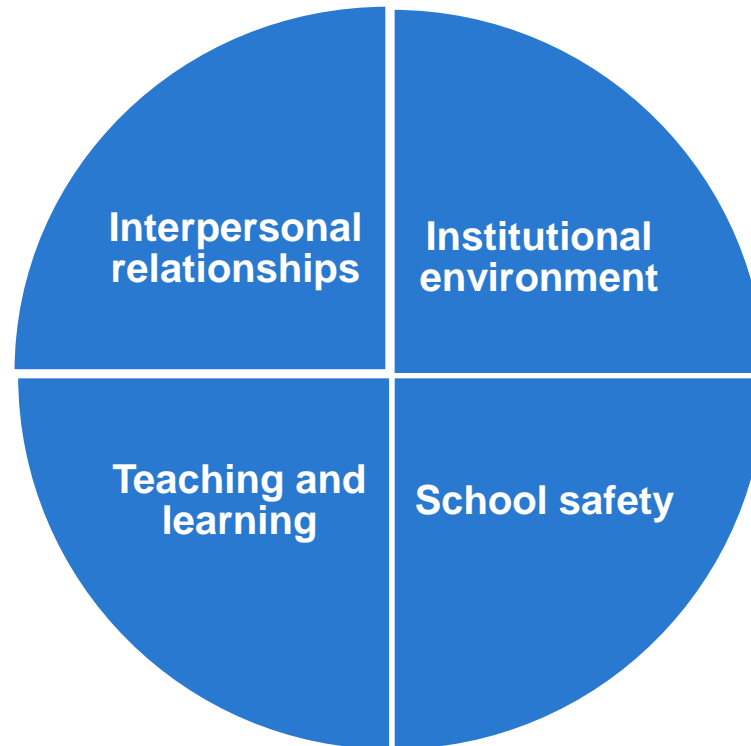 Interpersonal
relationships
Institutional
environment
Teaching and
learning
School safety